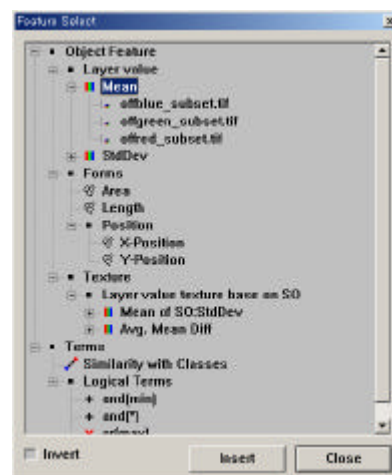 Feature Select
Object Feature
Layer value
Mean
offblue_subset.tif
offgreen_subset.tif
offred_subset.tif
StdDev
Forms
Area
Length
Position
X-Position
Y-Position
Texture
Layer value texture base on SO
Mean of SO:StdDev
Avg. Mean Diff
Terms
Similarity with Classes
Logical Terms
and(min)
and(*)
or(max)
Invert
Insert
Close